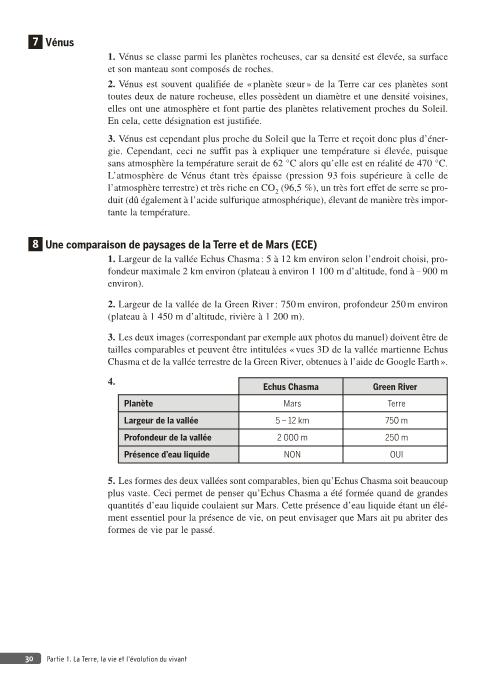 7 Vénus
1. Vénus se classe parmi les planètes rocheuses, car sa densité est élevée, sa surface
et son manteau sont composés de roches.
2. Vénus est souvent qualifiée de « planète sœur » de la Terre car ces planètes sont
toutes deux de nature rocheuse, elles possèdent un diamètre et une densité voisines,
elles ont une atmosphère et font partie des planètes relativement proches du Soleil.
En cela, cette désignation est justifiée.
3. Vénus est cependant plus proche du Soleil que la Terre et reçoit donc plus d'éner-
gie. Cependant, ceci ne suffit pas à expliquer une température si élevée, puisque
sans atmosphère la température serait de 62 °C alors qu'elle est en réalité de 470 °C.
L'atmosphère de Vénus étant très épaisse (pression 93 fois supérieure à celle de
l'atmosphère terrestre) et très riche en CO2 (96,5 %), un très fort effet de serre se pro-
duit (dû également à l'acide sulfurique atmosphérique), élevant de manière très impor-
tante la température.
8 Une comparaison de paysages de la Terre et de Mars (ECE)
1. Largeur de la vallée Echus Chasma : 5 à 12 km environ selon l'endroit choisi, pro-
fondeur maximale 2 km environ (plateau à environ 1 100 m d'altitude, fond à – 900 m
environ).
2. Largeur de la vallée de la Green River : 750 m environ, profondeur 250 m environ
(plateau à 1 450 m d'altitude, rivière à 1 200 m).
3. Les deux images (correspondant par exemple aux photos du manuel) doivent être de
tailles comparables et peuvent être intitulées « vues 3D de la vallée martienne Echus
Chasma et de la vallée terrestre de la Green River, obtenues à l'aide de Google Earth ».
4.
Echus Chasma Green River
Planète Mars Terre
Largeur de la vallée 5 – 12 km 750 m
Profondeur de la vallée 2 000 m 250 m
Présence d'eau liquide NON OUI
5. Les formes des deux vallées sont comparables, bien qu'Echus Chasma soit beaucoup
plus vaste. Ceci permet de penser qu'Echus Chasma a été formée quand de grandes
quantités d'eau liquide coulaient sur Mars. Cette présence d'eau liquide étant un élé-
ment essentiel pour la présence de vie, on peut envisager que Mars ait pu abriter des
formes de vie par le passé.
30 Partie 1. La Terre, la vie et l'évolution du vivant